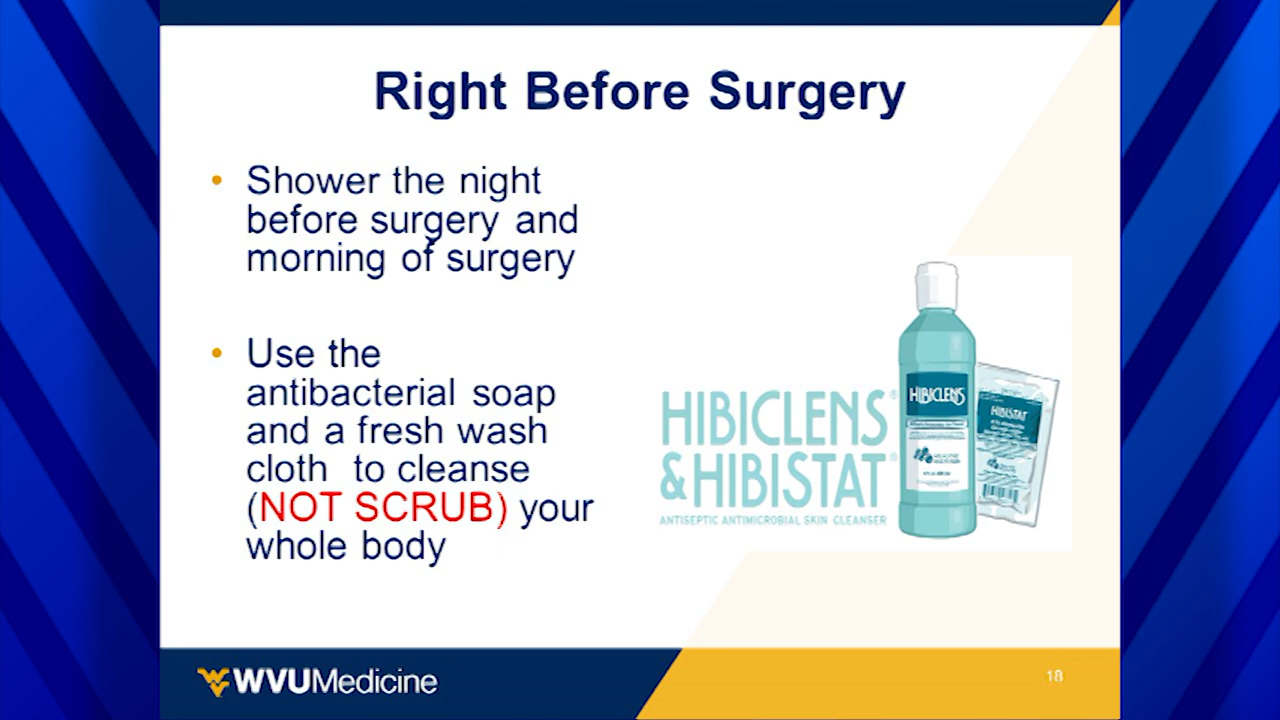 Right Before Surgery
• Shower the night
before surgery and
morning of surgery
• Use the
antibacterial soap
and a fresh wash
cloth to cleanse
(NOT SCRUB) your
whole body
HIBICLENS®
& HIBISTAT®
ANTISEPTIC ANTIMICROBIAL SKIN CLEANSER
HIBICLENS
HIBISTAT
WVUMedicine
18